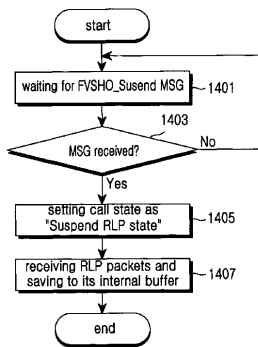 start
waiting for FVSHO_Susend MSG
1401
1403
MSG received?
No
Yes
setting call state as
"Suspend RLP state"
1405
receiving RLP packets and
saving to its internal buffer
1407
end